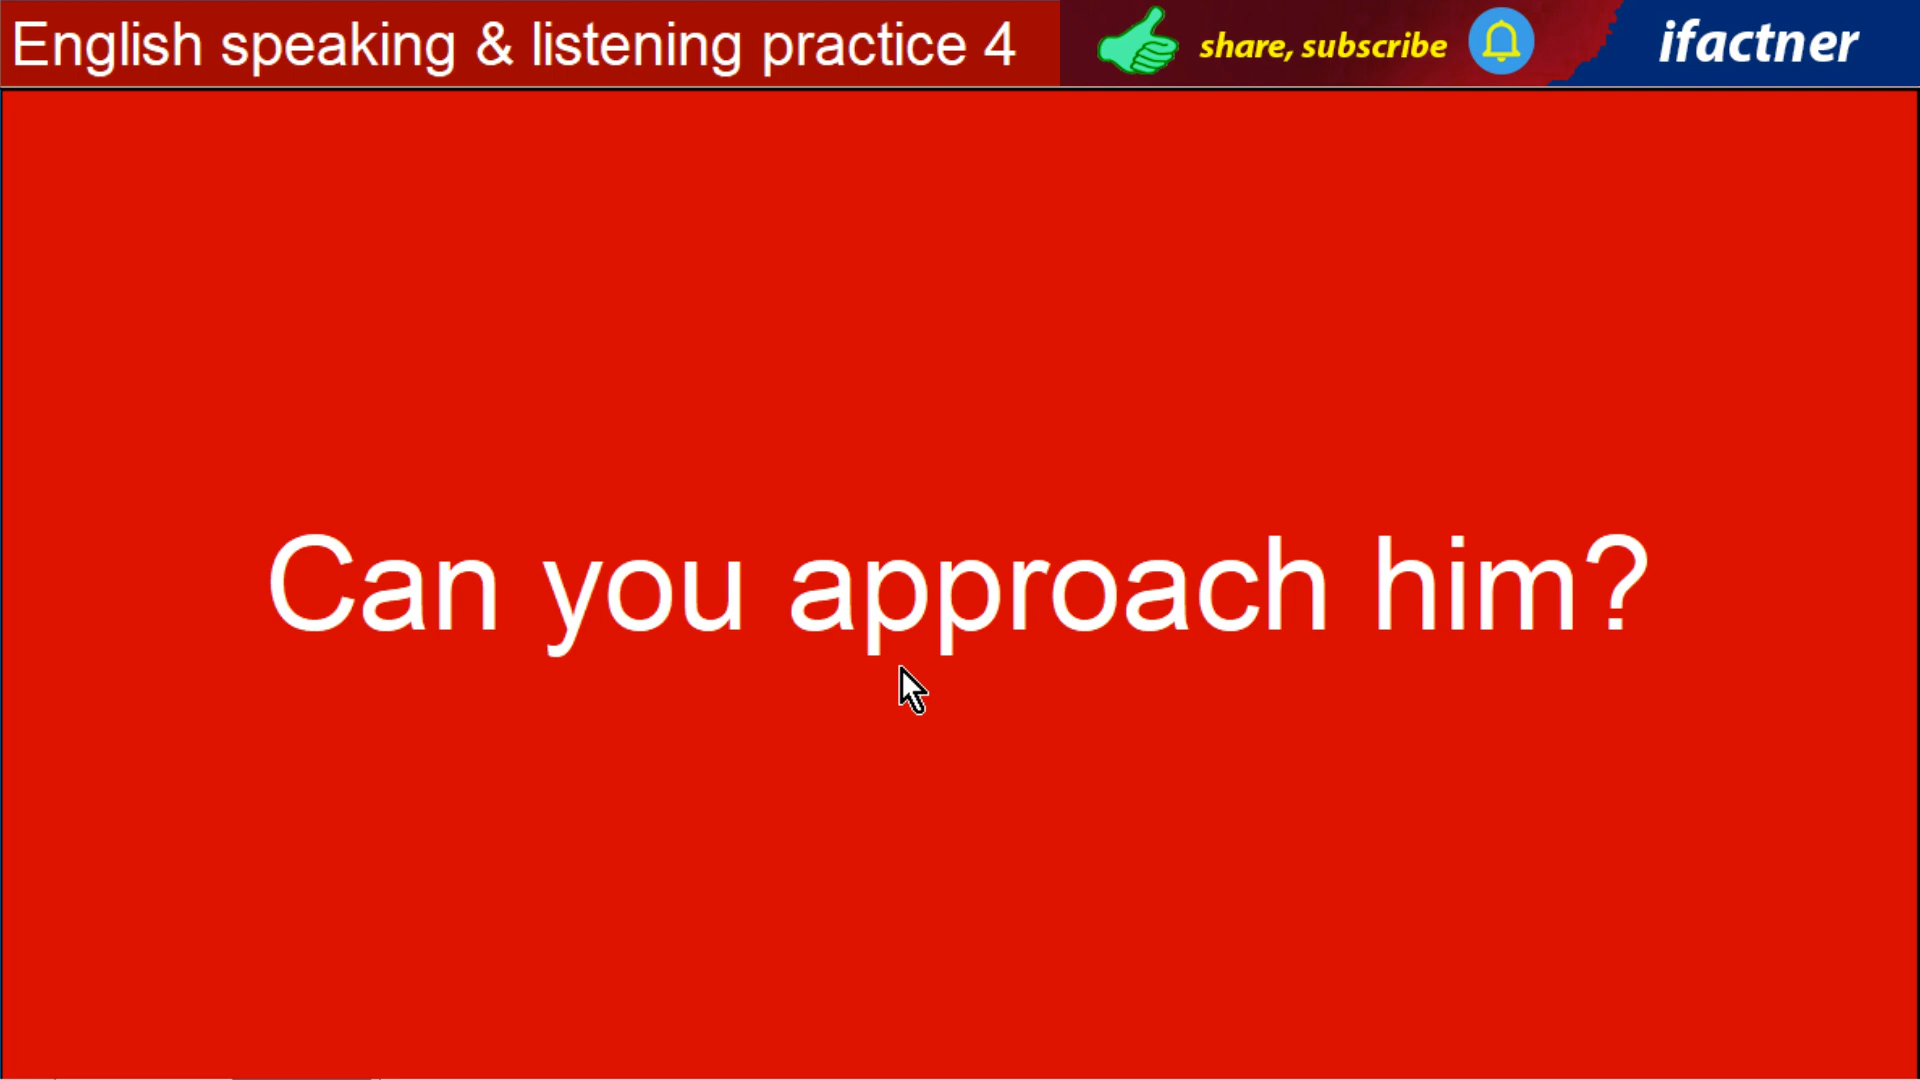 English speaking & listening practice 4
share, subscribe
ifactner
Can you approach him?